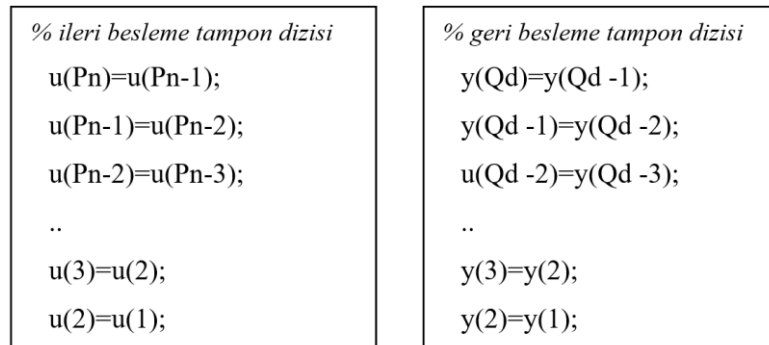 % ileri besleme tampon dizisi
u(Pn)=u(Pn-1);
u(Pn-1)=u(Pn-2);
u(Pn-2)=u(Pn-3);
..
u(3)=u(2);
u(2)=u(1);
% geri besleme tampon dizisi
y(Qd)=y(Qd -1);
y(Qd -1)=y(Qd -2);
u(Qd -2)=y(Qd -3);
..
y(3)=y(2);
y(2)=y(1);